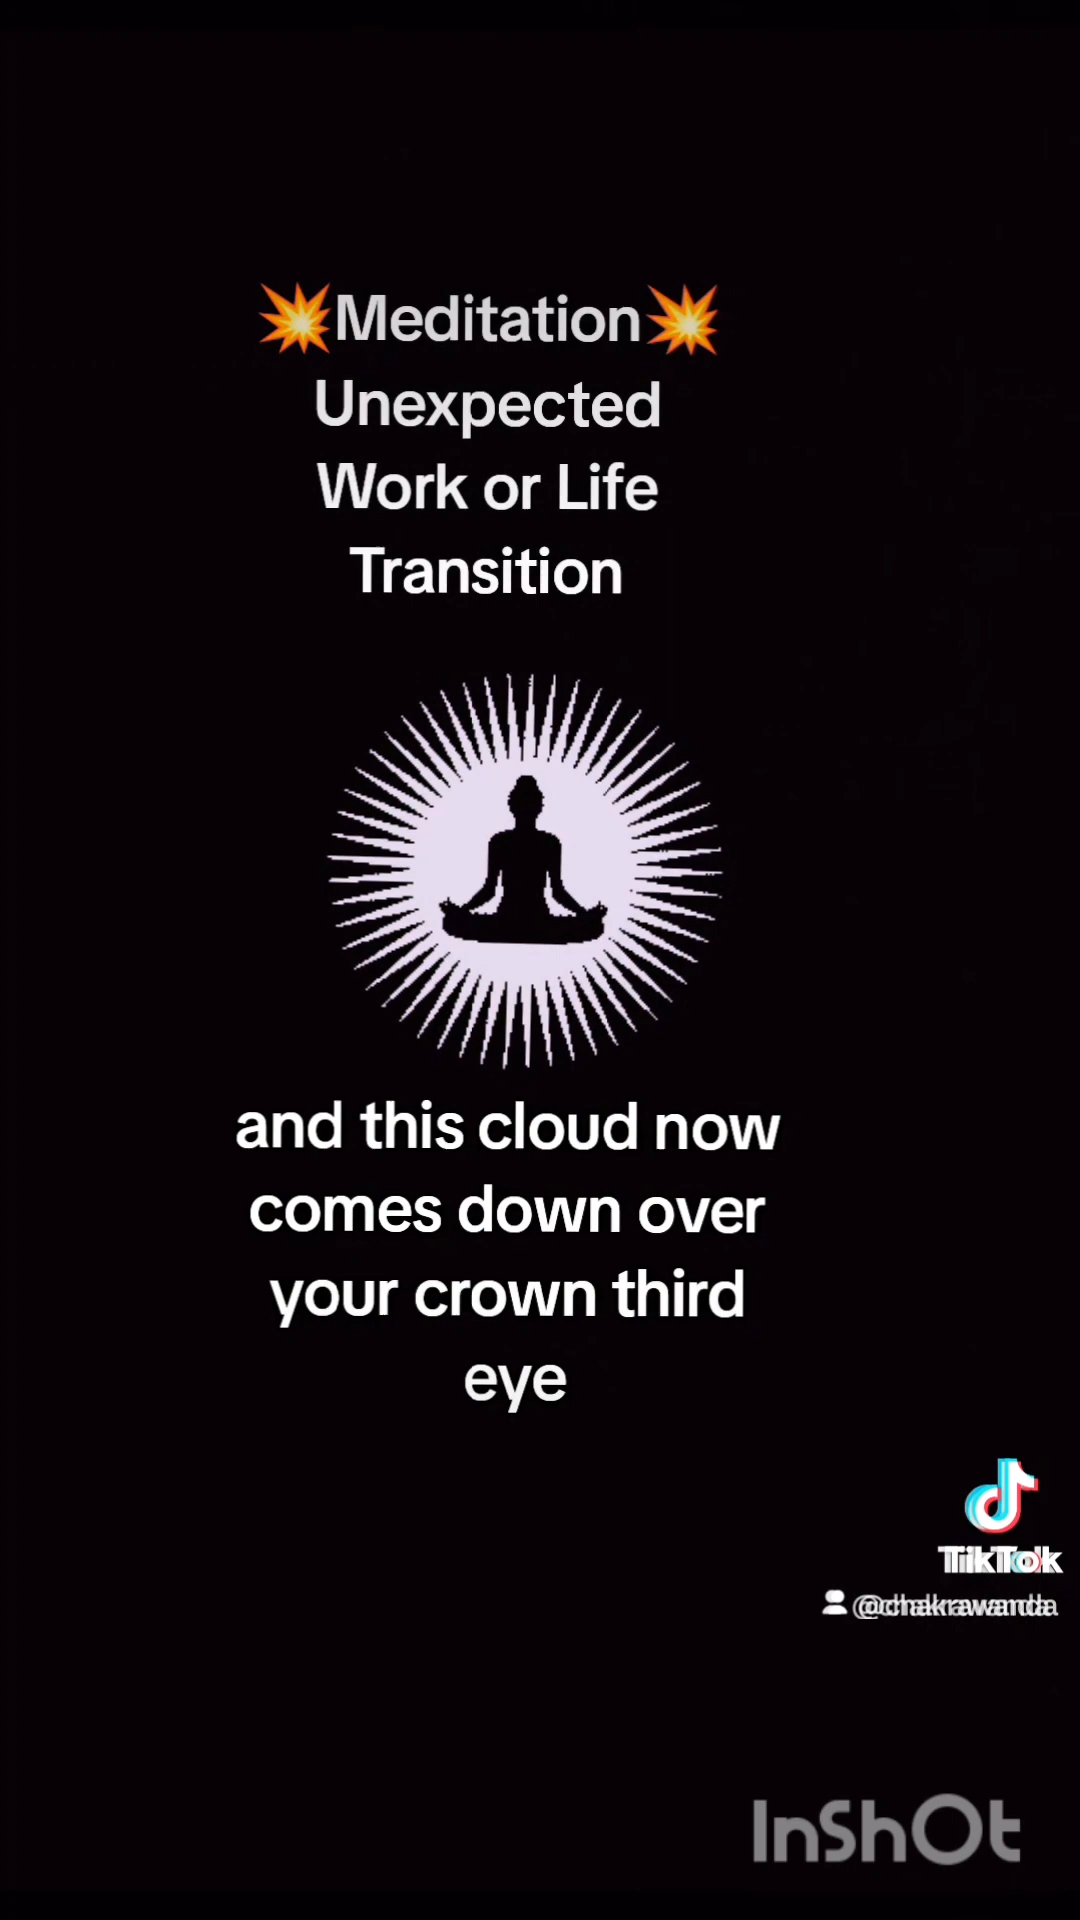 💥Meditation💥
Unexpected
Work or Life
Transition
and this cloud now
comes down over
your crown third
eye
TikTok
@chakrawanda
InShOt